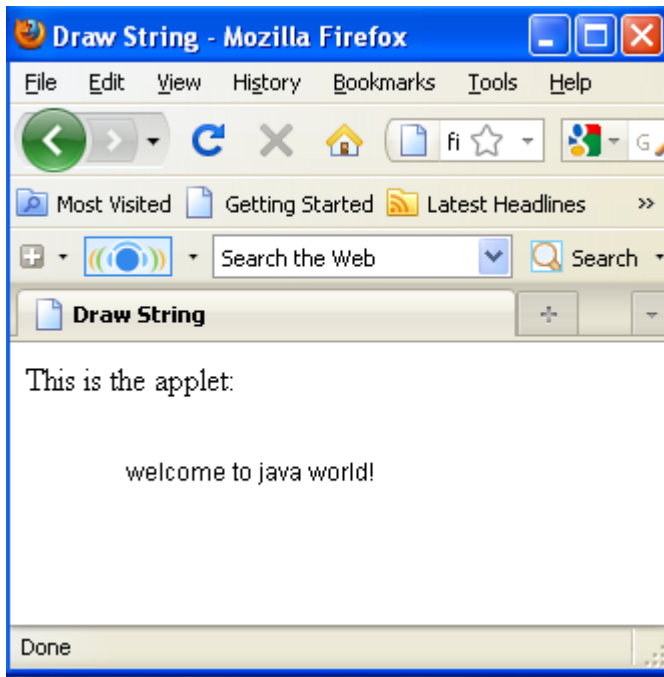 Draw String - Mozilla Firefox
File Edit View History Bookmarks Tools Help
fi G
Most Visited Getting Started Latest Headlines »
Search the Web Search
Draw String
This is the applet:
welcome to java world!
Done